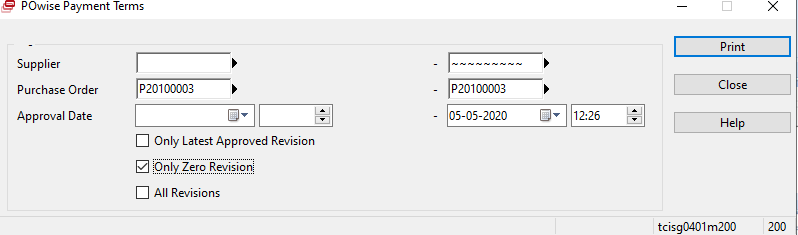 POwise Payment Terms
Print
Supplier - ~~~~~~~~~
Close
Purchase Order P20100003 - P20100003
Approval Date - 05-05-2020 12:26
Help
Only Latest Approved Revision
Only Zero Revision
All Revisions
tcisg0401m200 200